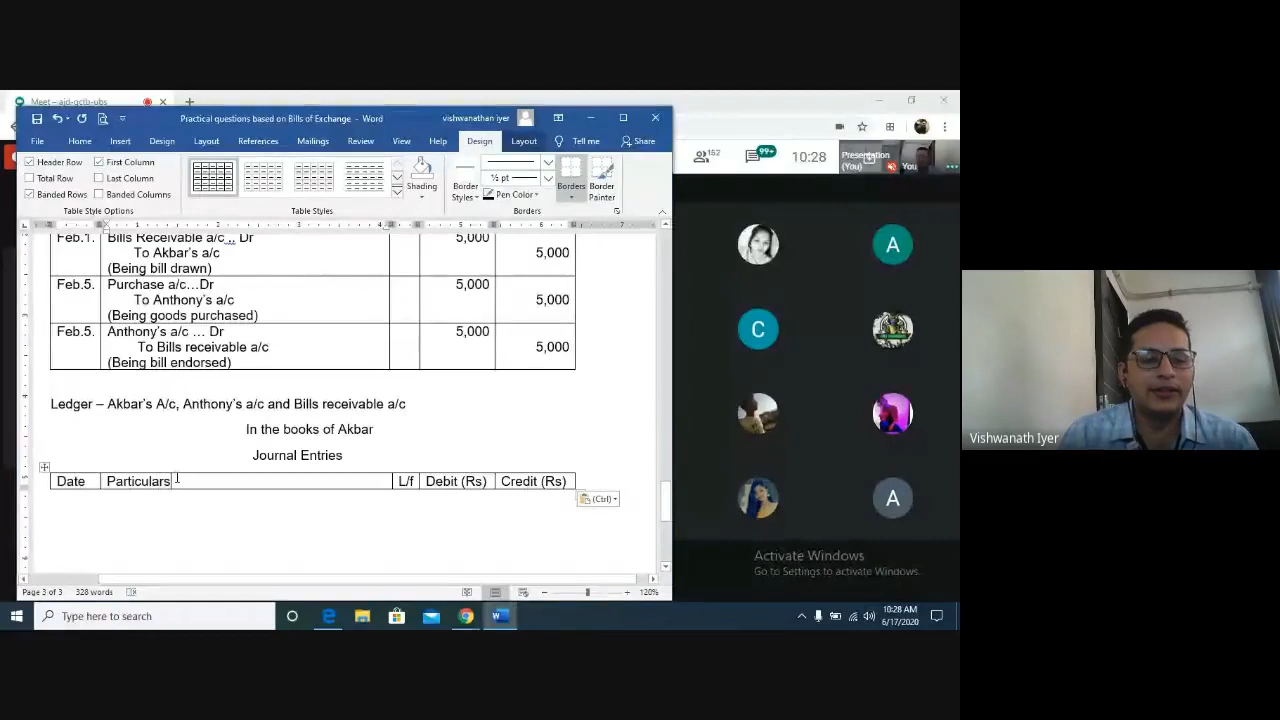 Meet – ajd-gctb-ubs
Practical questions based on Bills of Exchange - Word
vishwanathan iyer
File Home Insert Design Layout References Mailings Review View Help Design Layout Tell me Share
Header Row First Column
Total Row Last Column
Banded Rows Banded Columns
Table Style Options
Table Styles
Shading
Border Styles
½ pt
Pen Color
Borders
Border Painter
Borders
152
99+
10:28
Presentation (You)
You
Feb.1. Bills Receivable a/c .. Dr 5,000
To Akbar's a/c 5,000
(Being bill drawn)
Feb.5. Purchase a/c…Dr 5,000
To Anthony's a/c 5,000
(Being goods purchased)
Feb.5. Anthony's a/c … Dr 5,000
To Bills receivable a/c 5,000
(Being bill endorsed)
Ledger – Akbar's A/c, Anthony's a/c and Bills receivable a/c
In the books of Akbar
Journal Entries
Date Particulars L/f Debit (Rs) Credit (Rs)
(Ctrl)
A
C
A
Activate Windows
Go to Settings to activate Windows.
Vishwanath Iyer
Page 3 of 3 328 words
120%
Type here to search
10:28 AM
6/17/2020